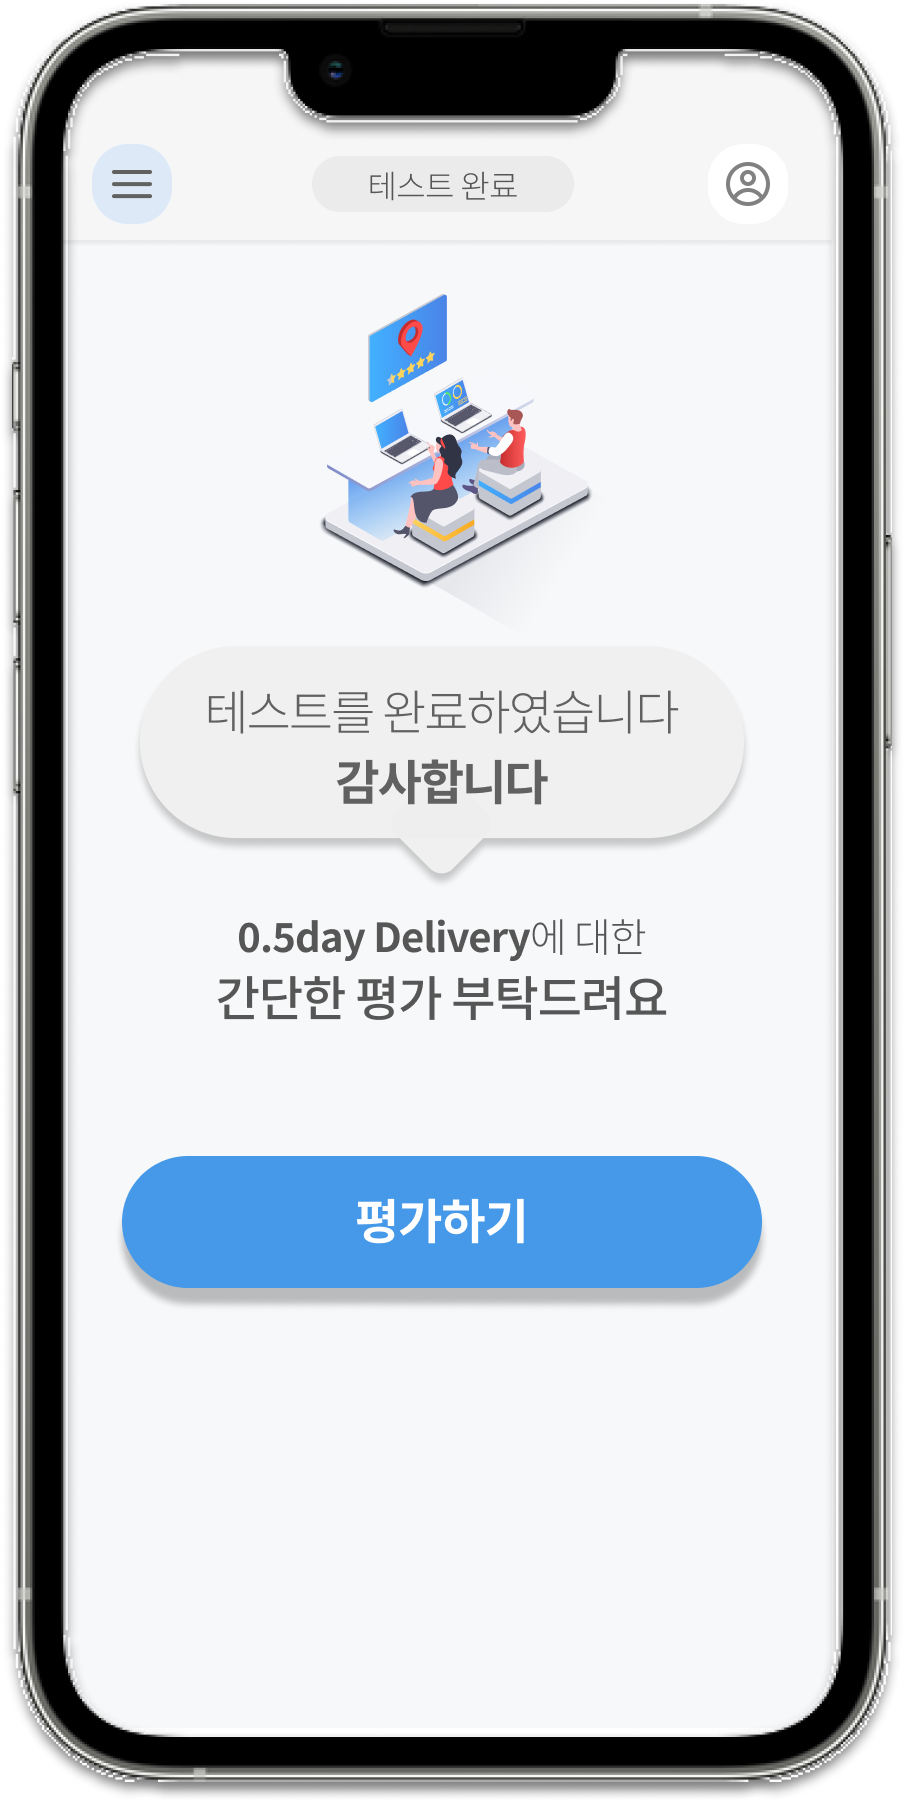 테스트 완료
테스트를 완료하였습니다
감사합니다
0.5day Delivery에 대한
간단한 평가 부탁드려요
평가하기